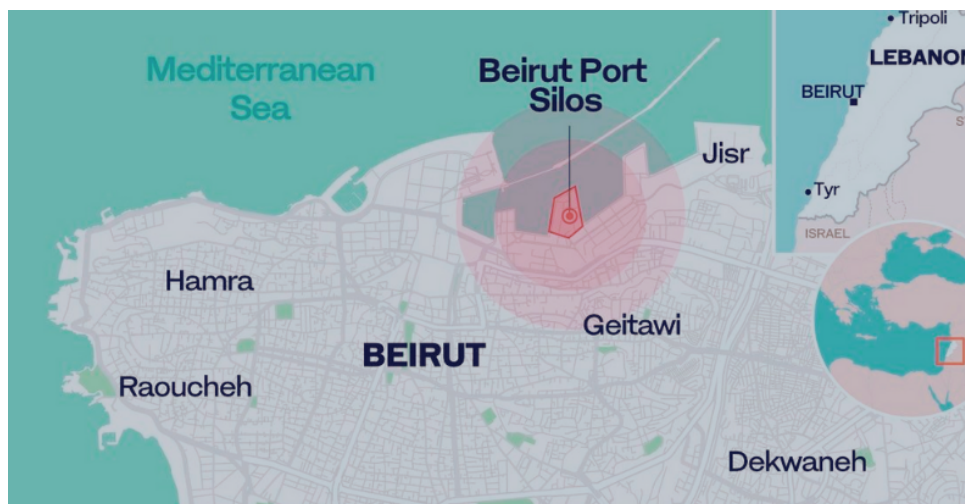 Mediterranean
Sea
Beirut Port
Silos
Tripoli
LEBANON
BEIRUT
Jisr
Tyr
ISRAEL
Hamra
Geitawi
BEIRUT
Raoucheh
Dekwaneh